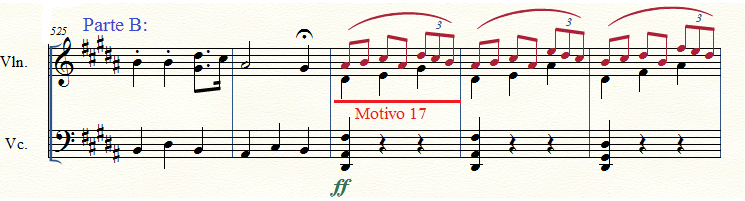 Parte B:
525
3
3
3
Vln.
Motivo 17
Vc.
ff